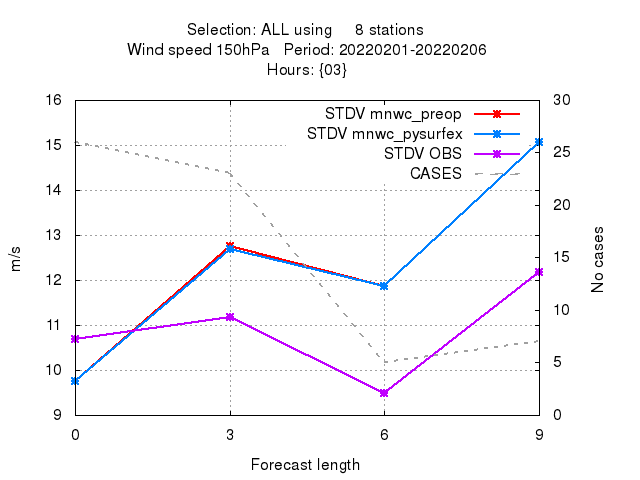 Selection: ALL using     8 stations
Wind speed 150hPa   Period: 20220201-20220206
Hours: {03}
STDV mnwc_preop
STDV mnwc_pysurfex
STDV OBS
CASES
16
15
14
13
12
11
10
9
30
25
20
15
10
5
0
m/s
No cases
0 3 6 9
Forecast length